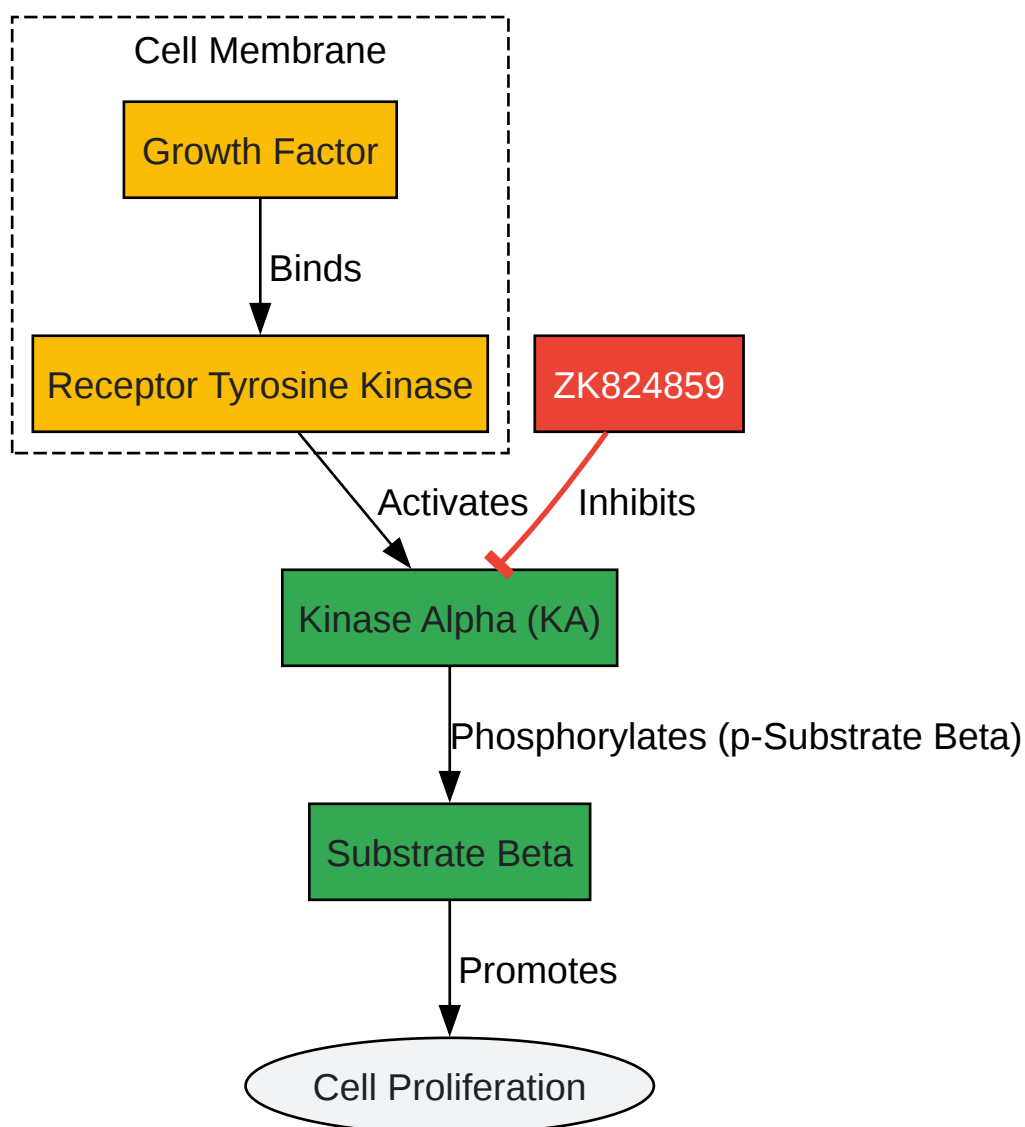 Cell Membrane
Growth Factor
Binds
Receptor Tyrosine Kinase
ZK824859
Activates
Inhibits
Kinase Alpha (KA)
Phosphorylates (p-Substrate Beta)
Substrate Beta
Promotes
Cell Proliferation